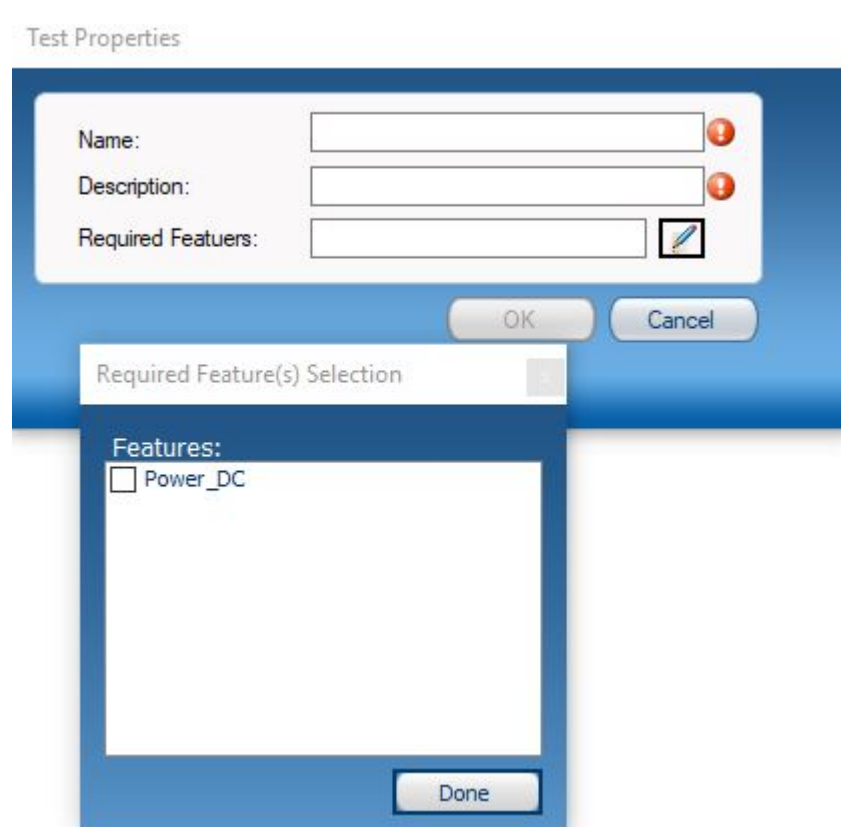 Test Properties
Name:
Description:
Required Featuers:
OK
Cancel
Required Feature(s) Selection
Features:
Power_DC
Done